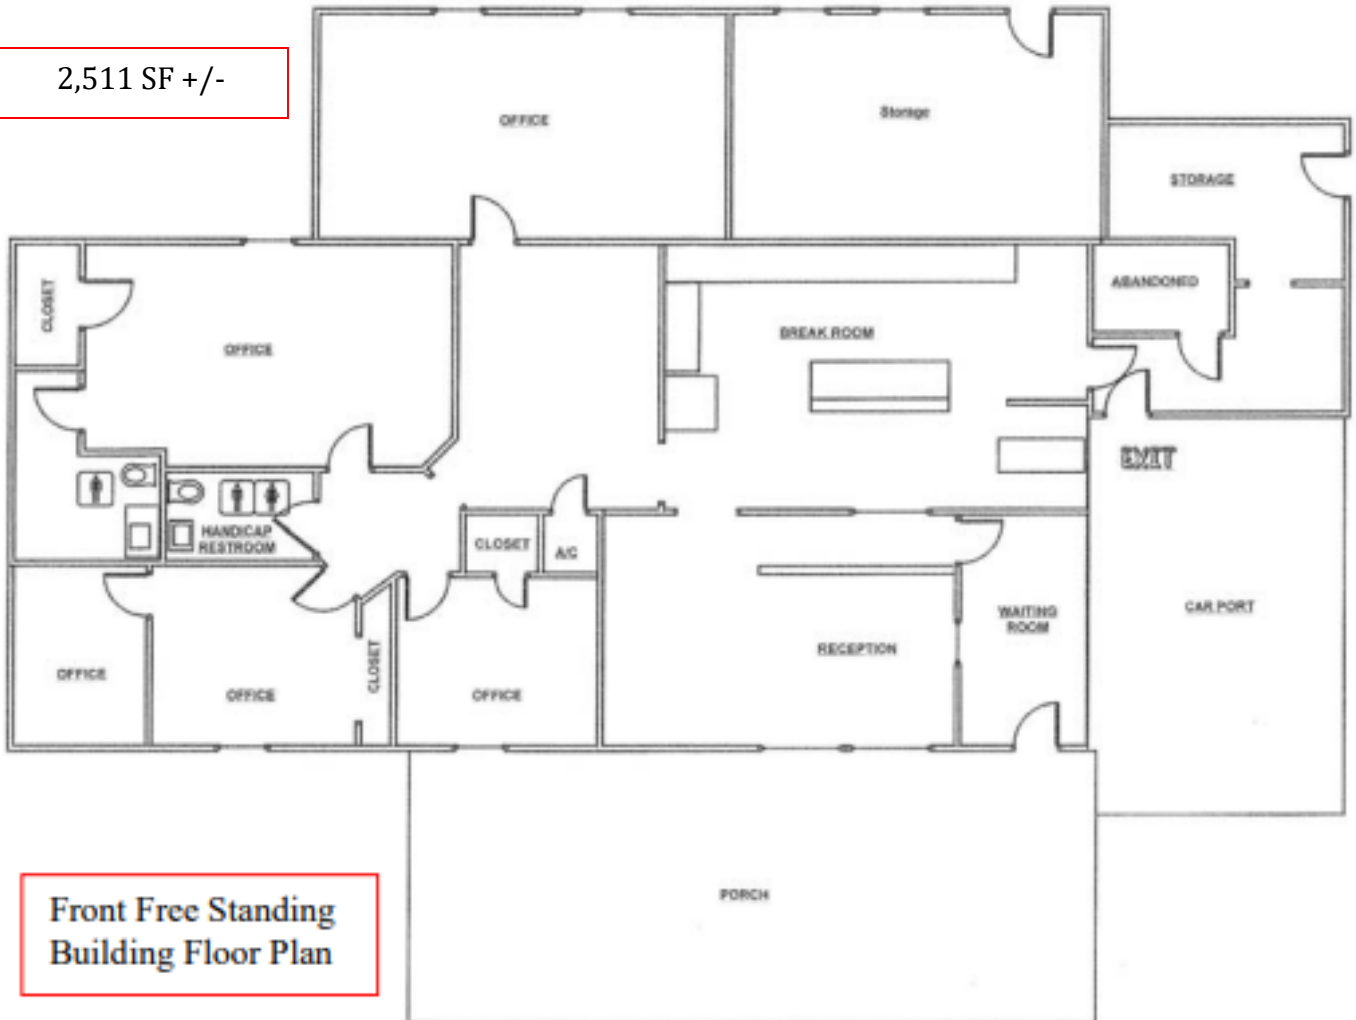 2,511 SF +/-
OFFICE
Storage
STORAGE
CLOSET
ABANDONED
BREAK ROOM
OFFICE
EXIT
HANDICAP
RESTROOM
CLOSET
A/C
WAITING
ROOM
CAR PORT
RECEPTION
CLOSET
OFFICE
OFFICE
OFFICE
PORCH
Front Free Standing
Building Floor Plan